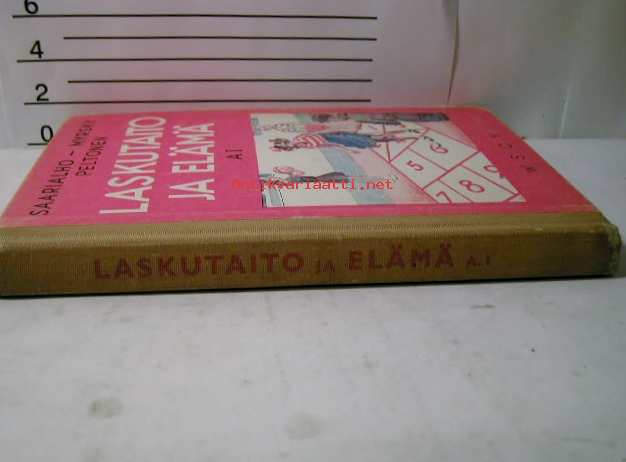 6
4
2
0
SAARIALHO – MYRSKY
PELTONEN
LASKUTAITO
JA ELÄMÄ
A I
WSOY
5 6
7 8 9
Antikvariaatti.net
LASKUTAITO JA ELÄMÄ A. I